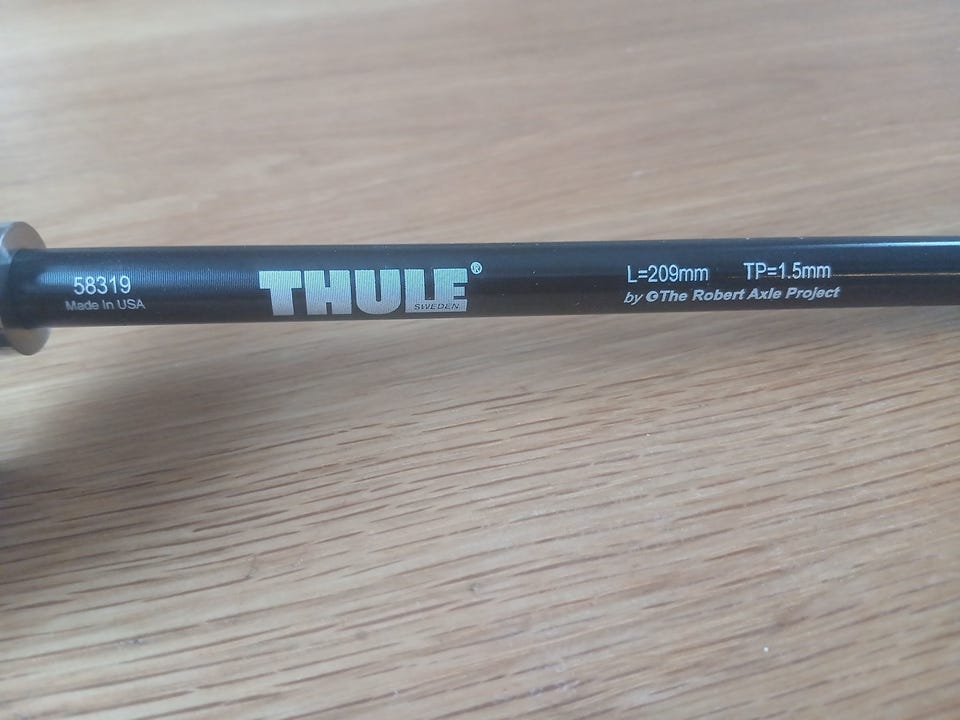 58319
Made In USA
THULE®
SWEDEN
L=209mm TP=1.5mm
by The Robert Axle Project